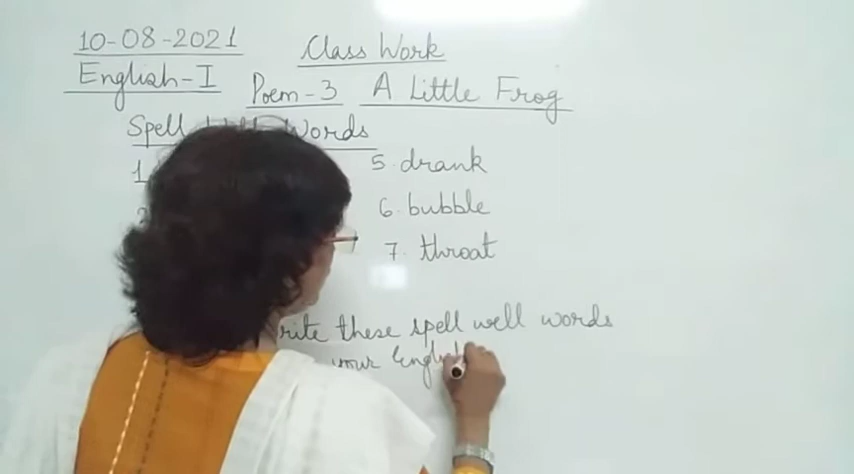 10-08-2021 Class Work
English-I Poem-3 A Little Frog
Spell Words
1 5. drank
2 6. bubble
7. throat
rite these spell well words
your English